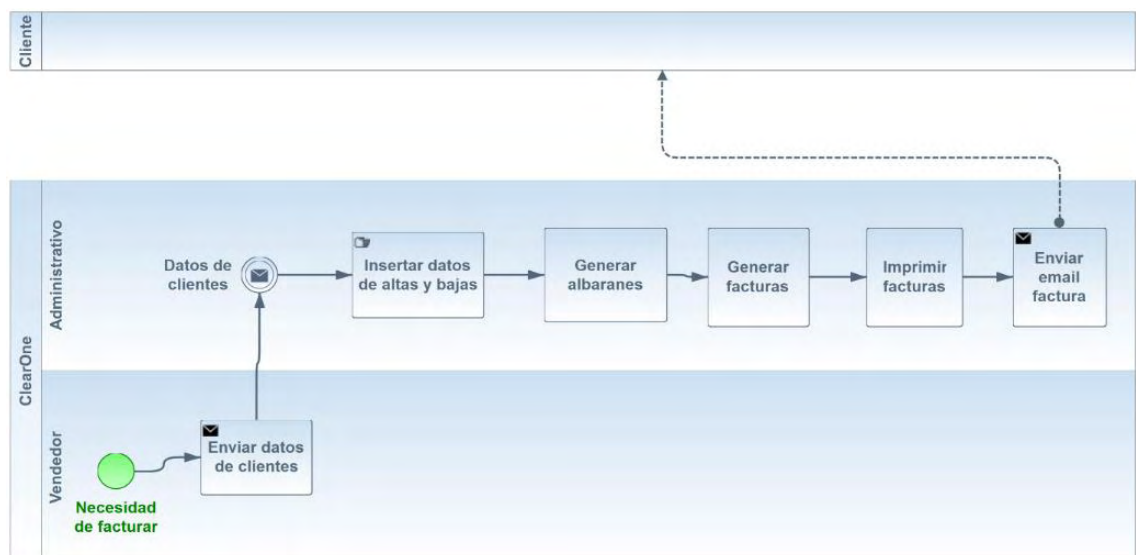 Cliente
ClearOne
Administrativo
Datos de
clientes
Insertar datos
de altas y bajas
Generar
albaranes
Generar
facturas
Imprimir
facturas
Enviar
email
factura
Vendedor
Necesidad
de facturar
Enviar datos
de clientes